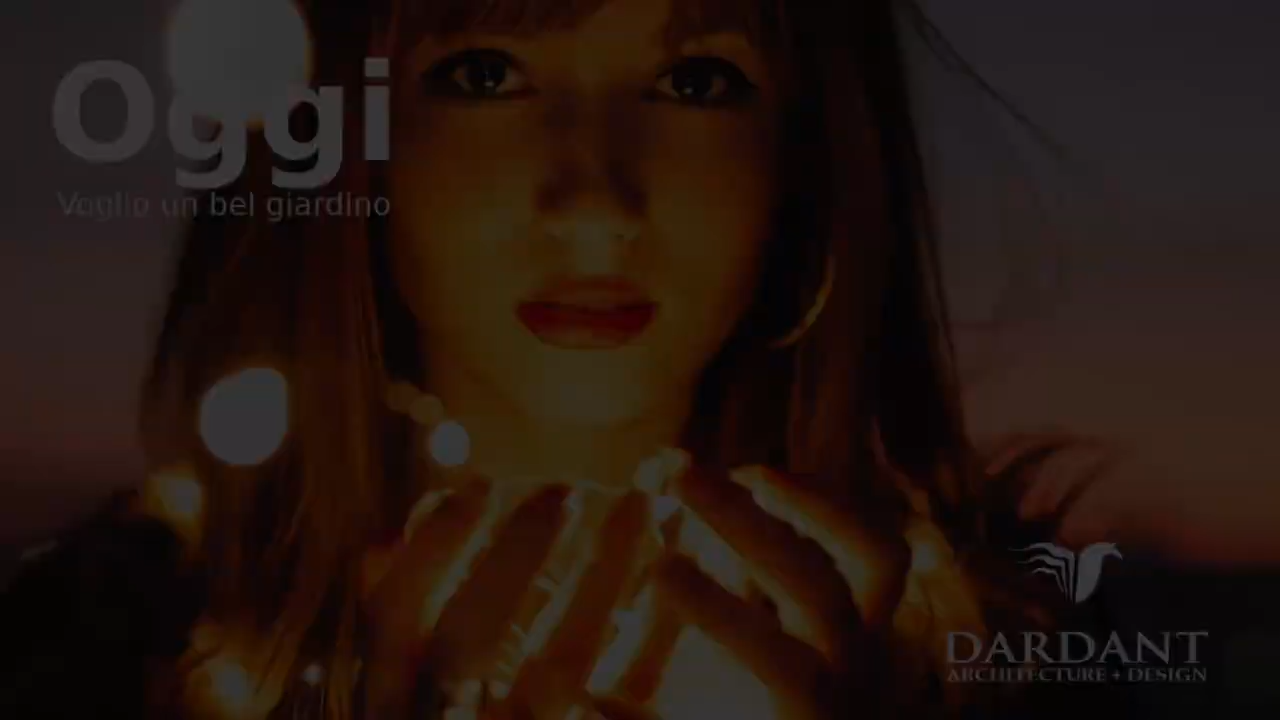 Oggi
Voglio un bel giardino
DARDANT
ARCHITECTURE + DESIGN